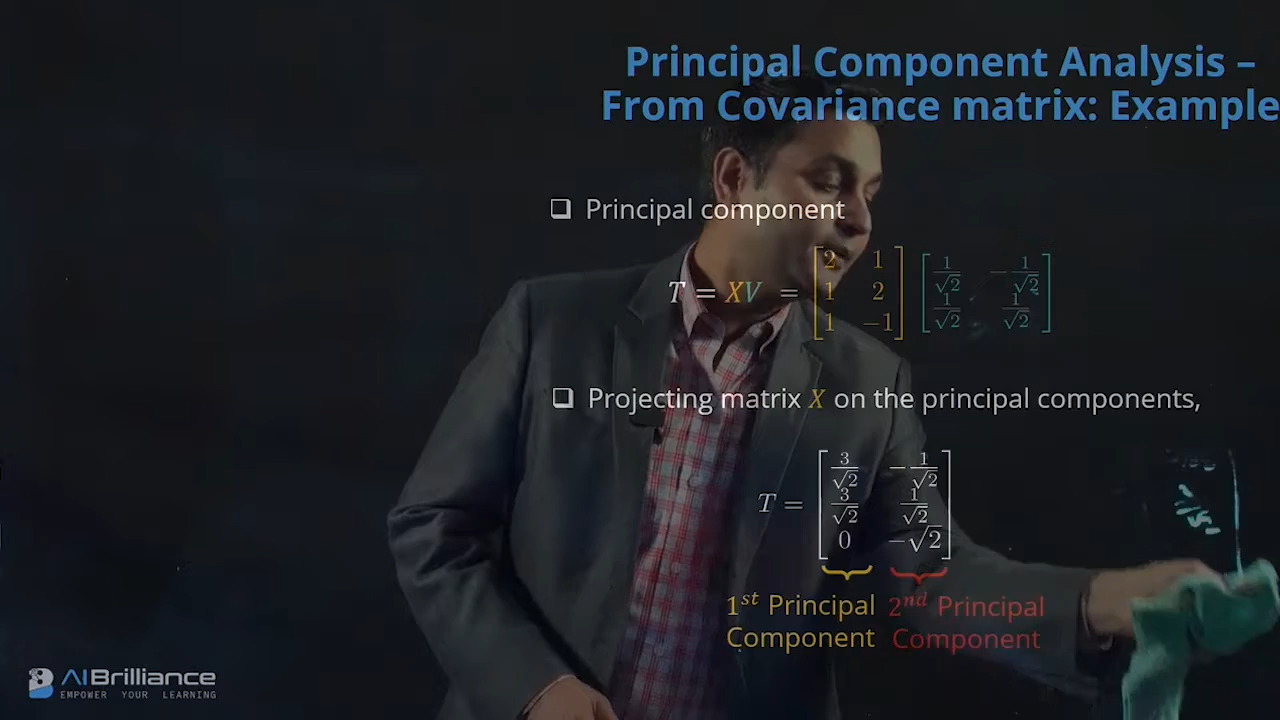 Principal Component Analysis –
From Covariance matrix: Example
❑ Principal component
T = XV = [2 1; 1 2; 1 −1] [1/√2 −1/√2; 1/√2 1/√2]
❑ Projecting matrix X on the principal components,
T = [3/√2 −1/√2; 3/√2 1/√2; 0 −√2]
1st Principal Component
2nd Principal Component
AIBrilliance
EMPOWER YOUR LEARNING